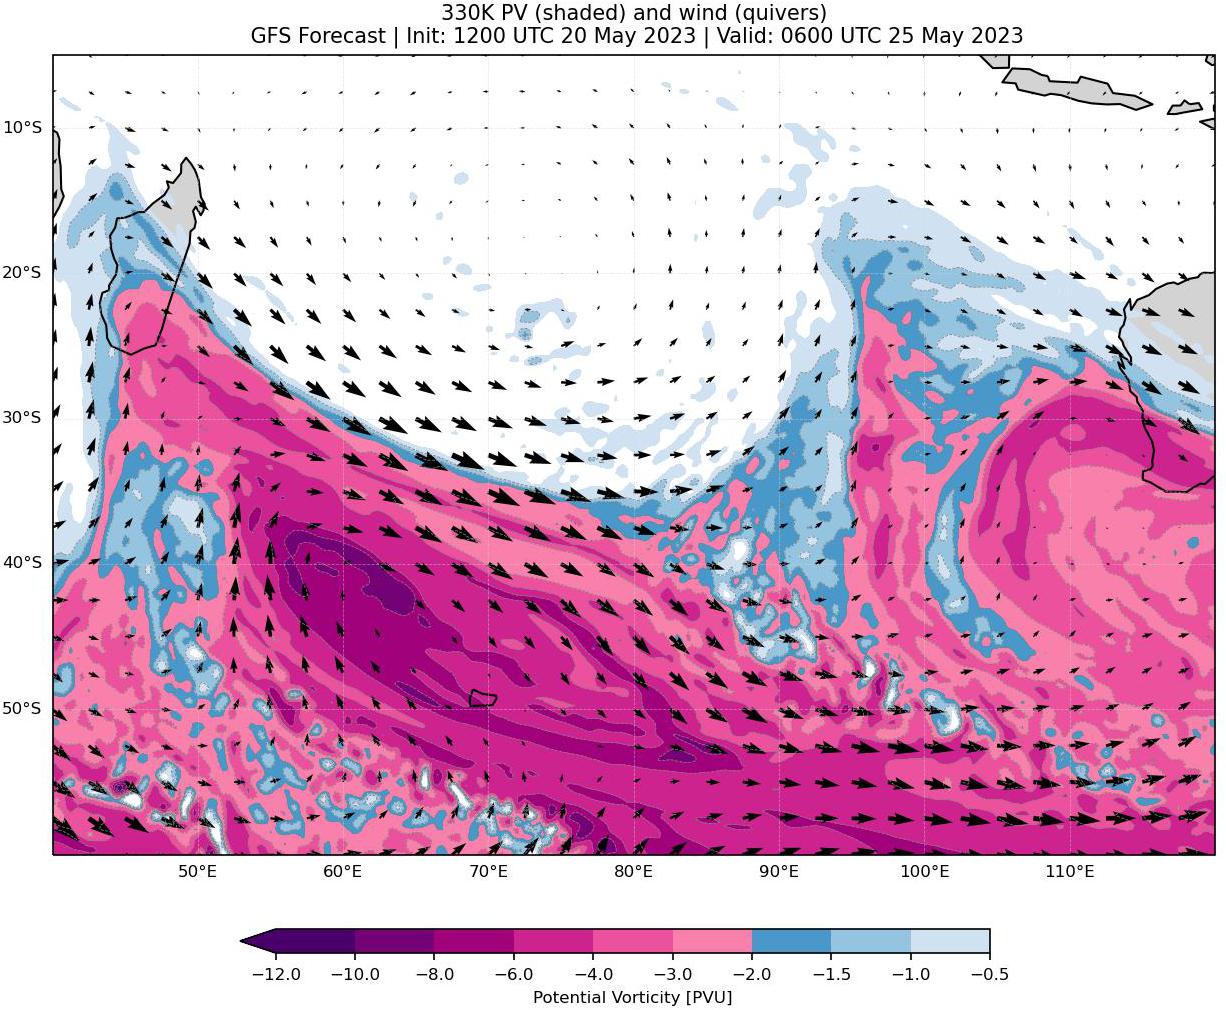 330K PV (shaded) and wind (quivers)
GFS Forecast | Init: 1200 UTC 20 May 2023 | Valid: 0600 UTC 25 May 2023
10°S
20°S
30°S
40°S
50°S
50°E 60°E 70°E 80°E 90°E 100°E 110°E
−12.0 −10.0 −8.0 −6.0 −4.0 −3.0 −2.0 −1.5 −1.0 −0.5
Potential Vorticity [PVU]